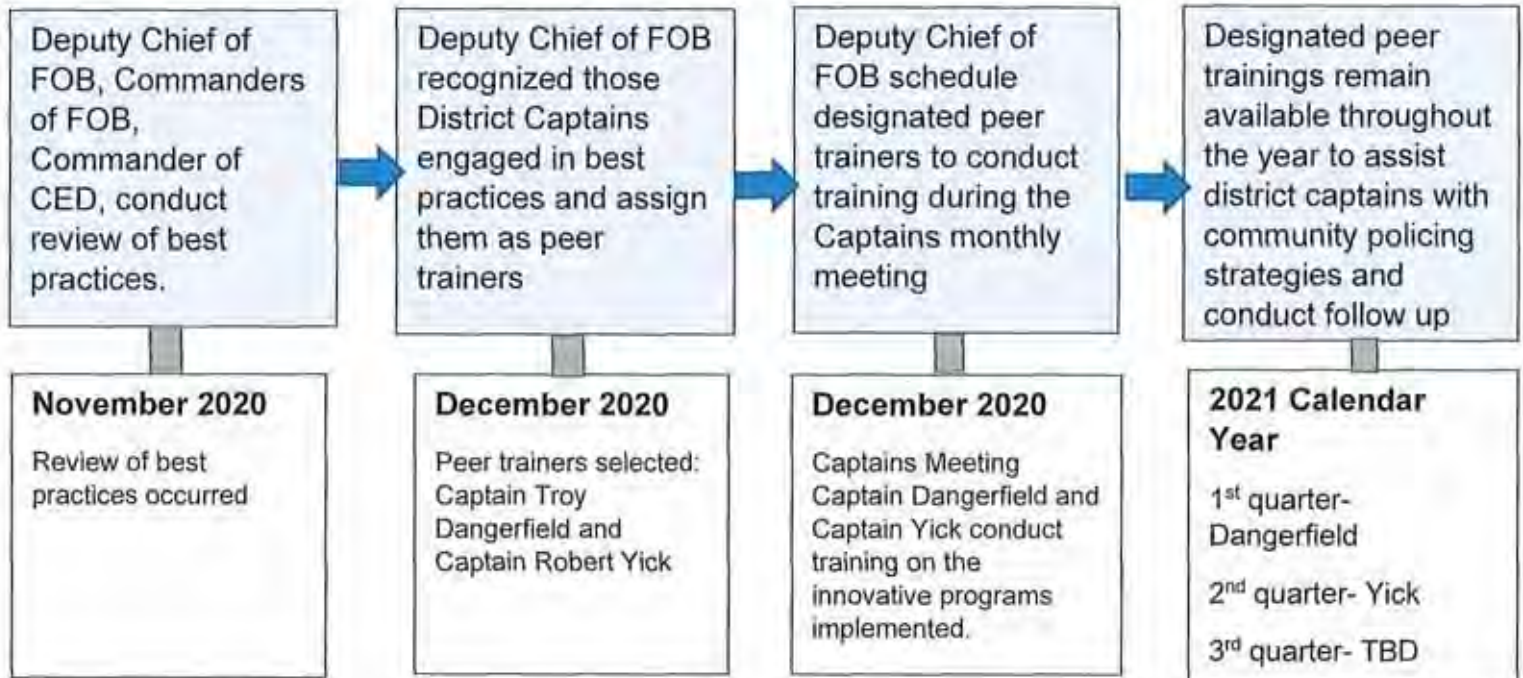 Deputy Chief of
FOB, Commanders
of FOB,
Commander of
CED, conduct
review of best
practices.
Deputy Chief of FOB
recognized those
District Captains
engaged in best
practices and assign
them as peer
trainers
Deputy Chief of
FOB schedule
designated peer
trainers to conduct
training during the
Captains monthly
meeting
Designated peer
trainings remain
available throughout
the year to assist
district captains with
community policing
strategies and
conduct follow up
November 2020
Review of best
practices occurred
December 2020
Peer trainers selected:
Captain Troy
Dangerfield and
Captain Robert Yick
December 2020
Captains Meeting
Captain Dangerfield and
Captain Yick conduct
training on the
innovative programs
implemented.
2021 Calendar
Year
1st quarter-
Dangerfield
2nd quarter- Yick
3rd quarter- TBD